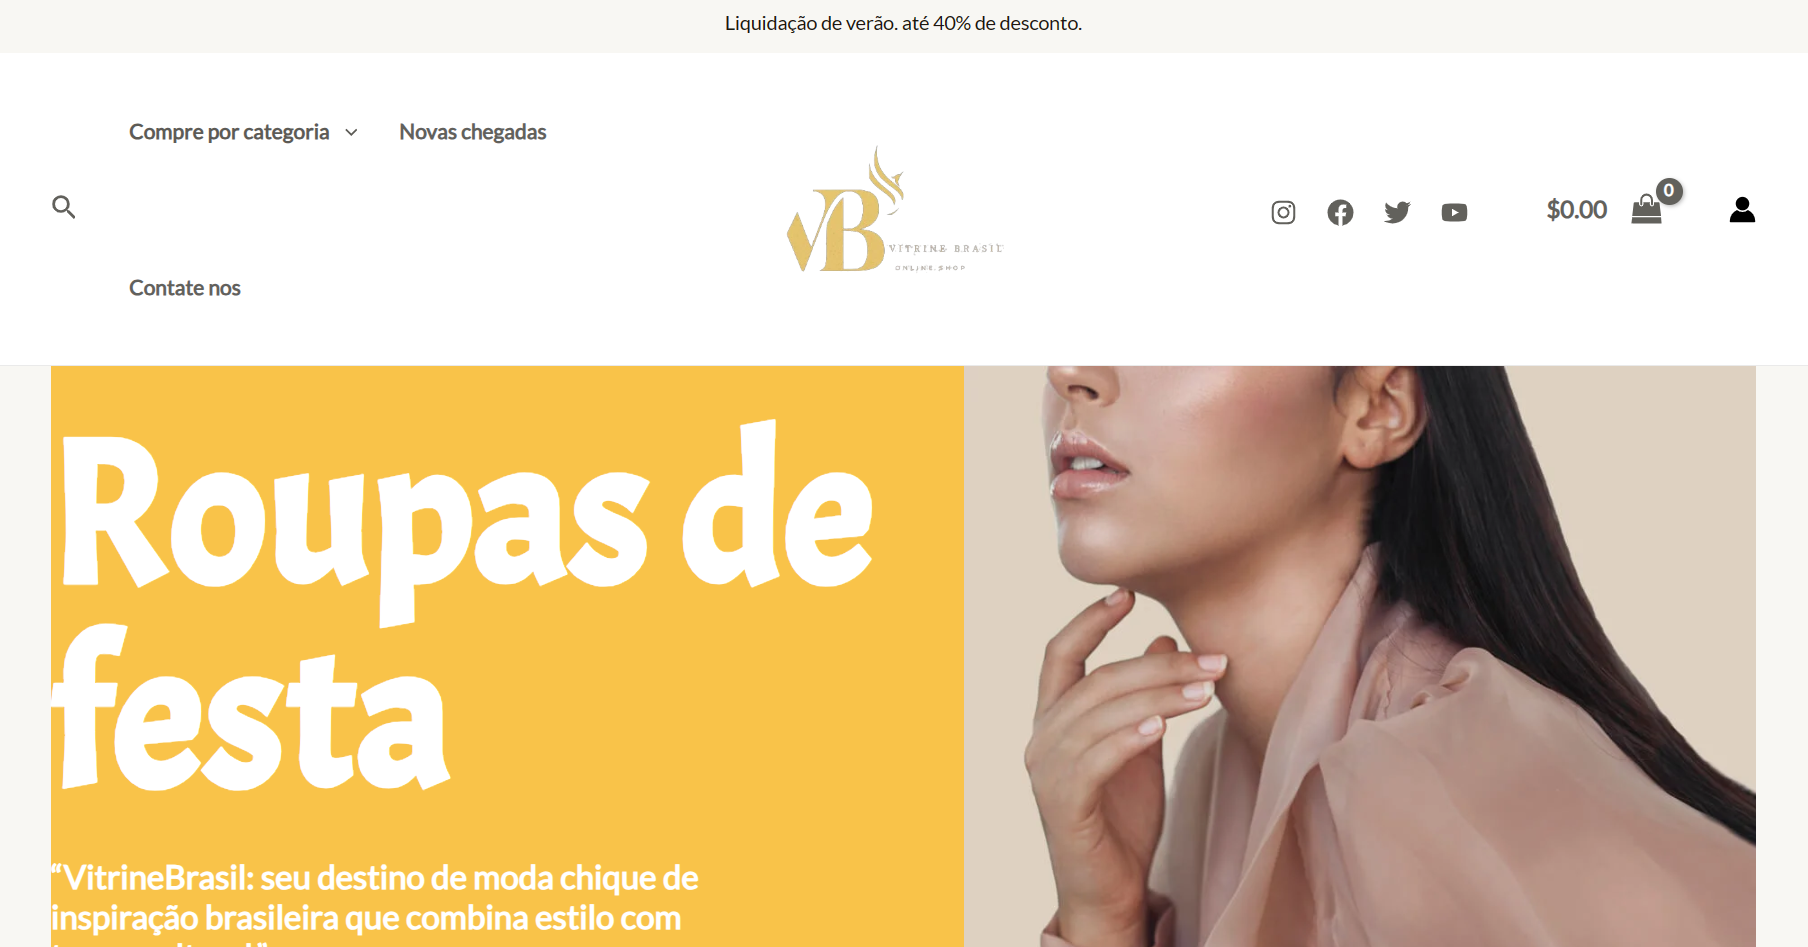 Liquidação de verão. até 40% de desconto.
Compre por categoria
Novas chegadas
VB
VITRINE BRASIL
ONLINE.SHOP
$0.00
0
Contate nos
Roupas de
festa
“VitrineBrasil: seu destino de moda chique de
inspiração brasileira que combina estilo com